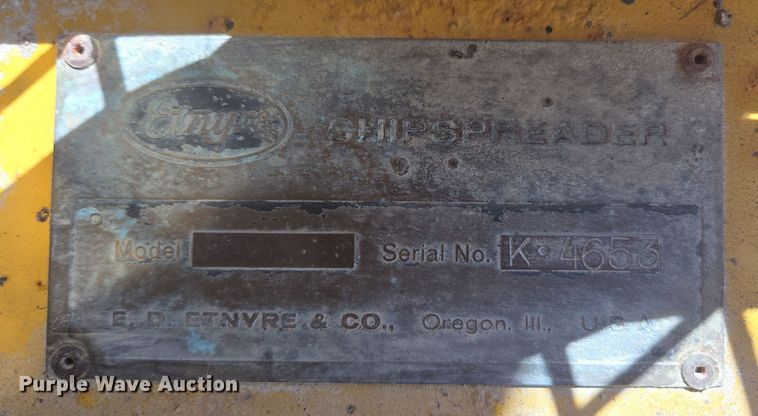 Etnyre CHIPSPREADER
Model Serial No. K•4653
E. D. ETNYRE & CO., Oregon, Ill., U.S.A.
Purple Wave Auction